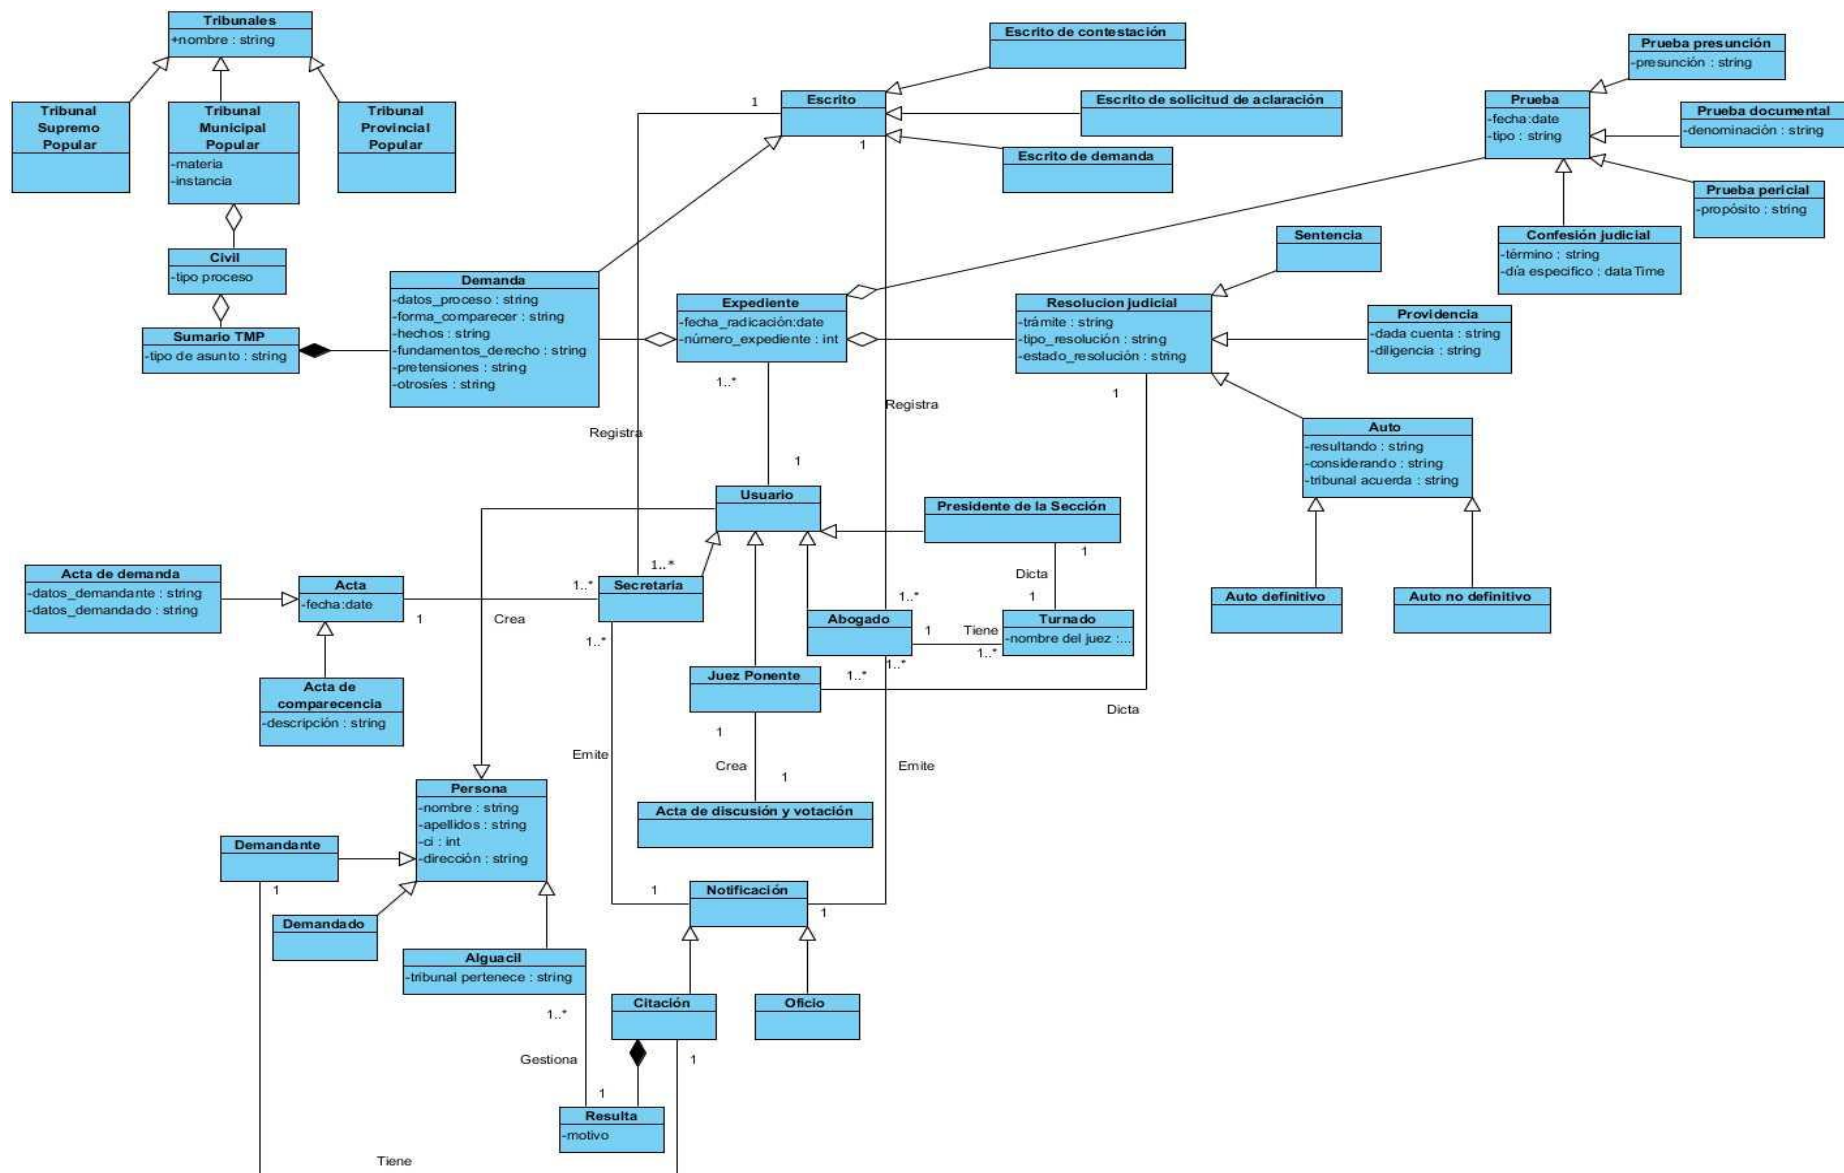 Tribunales
+nombre : string
Tribunal
Supremo
Popular
Tribunal
Municipal
Popular
-materia
-instancia
Tribunal
Provincial
Popular
Civil
-tipo proceso
Sumario TMP
-tipo de asunto : string
Demanda
-datos_proceso : string
-forma_comparecer : string
-hechos : string
-fundamentos_derecho : string
-pretensiones : string
-otrosíes : string
Escrito
1
1
Escrito de contestación
Escrito de solicitud de aclaración
Escrito de demanda
Prueba
-fecha:date
-tipo : string
Prueba presunción
-presunción : string
Prueba documental
-denominación : string
Prueba pericial
-propósito : string
Confesión judicial
-término : string
-día especifico : dataTime
Expediente
-fecha_radicación:date
-número_expediente : int
1..*
Resolucion judicial
-trámite : string
-tipo_resolución : string
-estado_resolución : string
1
Sentencia
Providencia
-dada cuenta : string
-diligencia : string
Auto
-resultando : string
-considerando : string
-tribunal acuerda : string
Auto definitivo
Auto no definitivo
Registra
Registra
1
Usuario
Presidente de la Sección
1
Dicta
1
Turnado
-nombre del juez :...
1..*
Secretaria
1..*
1..*
Acta de demanda
-datos_demandante : string
-datos_demandado : string
Acta
-fecha:date
1
Crea
1..*
Abogado
1
Tiene
1..*
1..*
Acta de
comparecencia
-descripción : string
Juez Ponente
1..*
Dicta
1
Crea
1
Emite
Emite
Acta de discusión y votación
Persona
-nombre : string
-apellidos : string
-ci : int
-dirección : string
Demandante
1
Demandado
Alguacil
-tribunal pertenece : string
1..*
Notificación
1
1
Citación
1
Oficio
Gestiona
1
Resulta
-motivo
Tiene